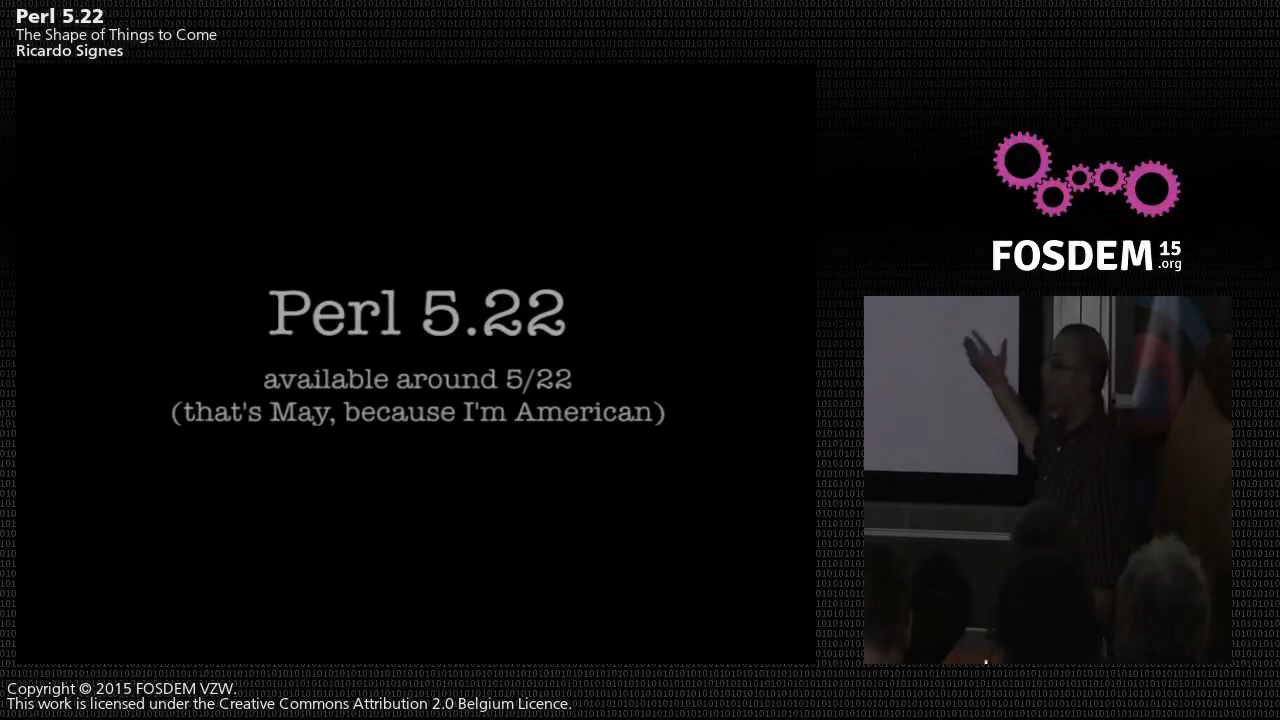 Perl 5.22
The Shape of Things to Come
Ricardo Signes
Perl 5.22
available around 5/22
(that's May, because I'm American)
FOSDEM 15
.org
Copyright © 2015 FOSDEM VZW.
This work is licensed under the Creative Commons Attribution 2.0 Belgium Licence.